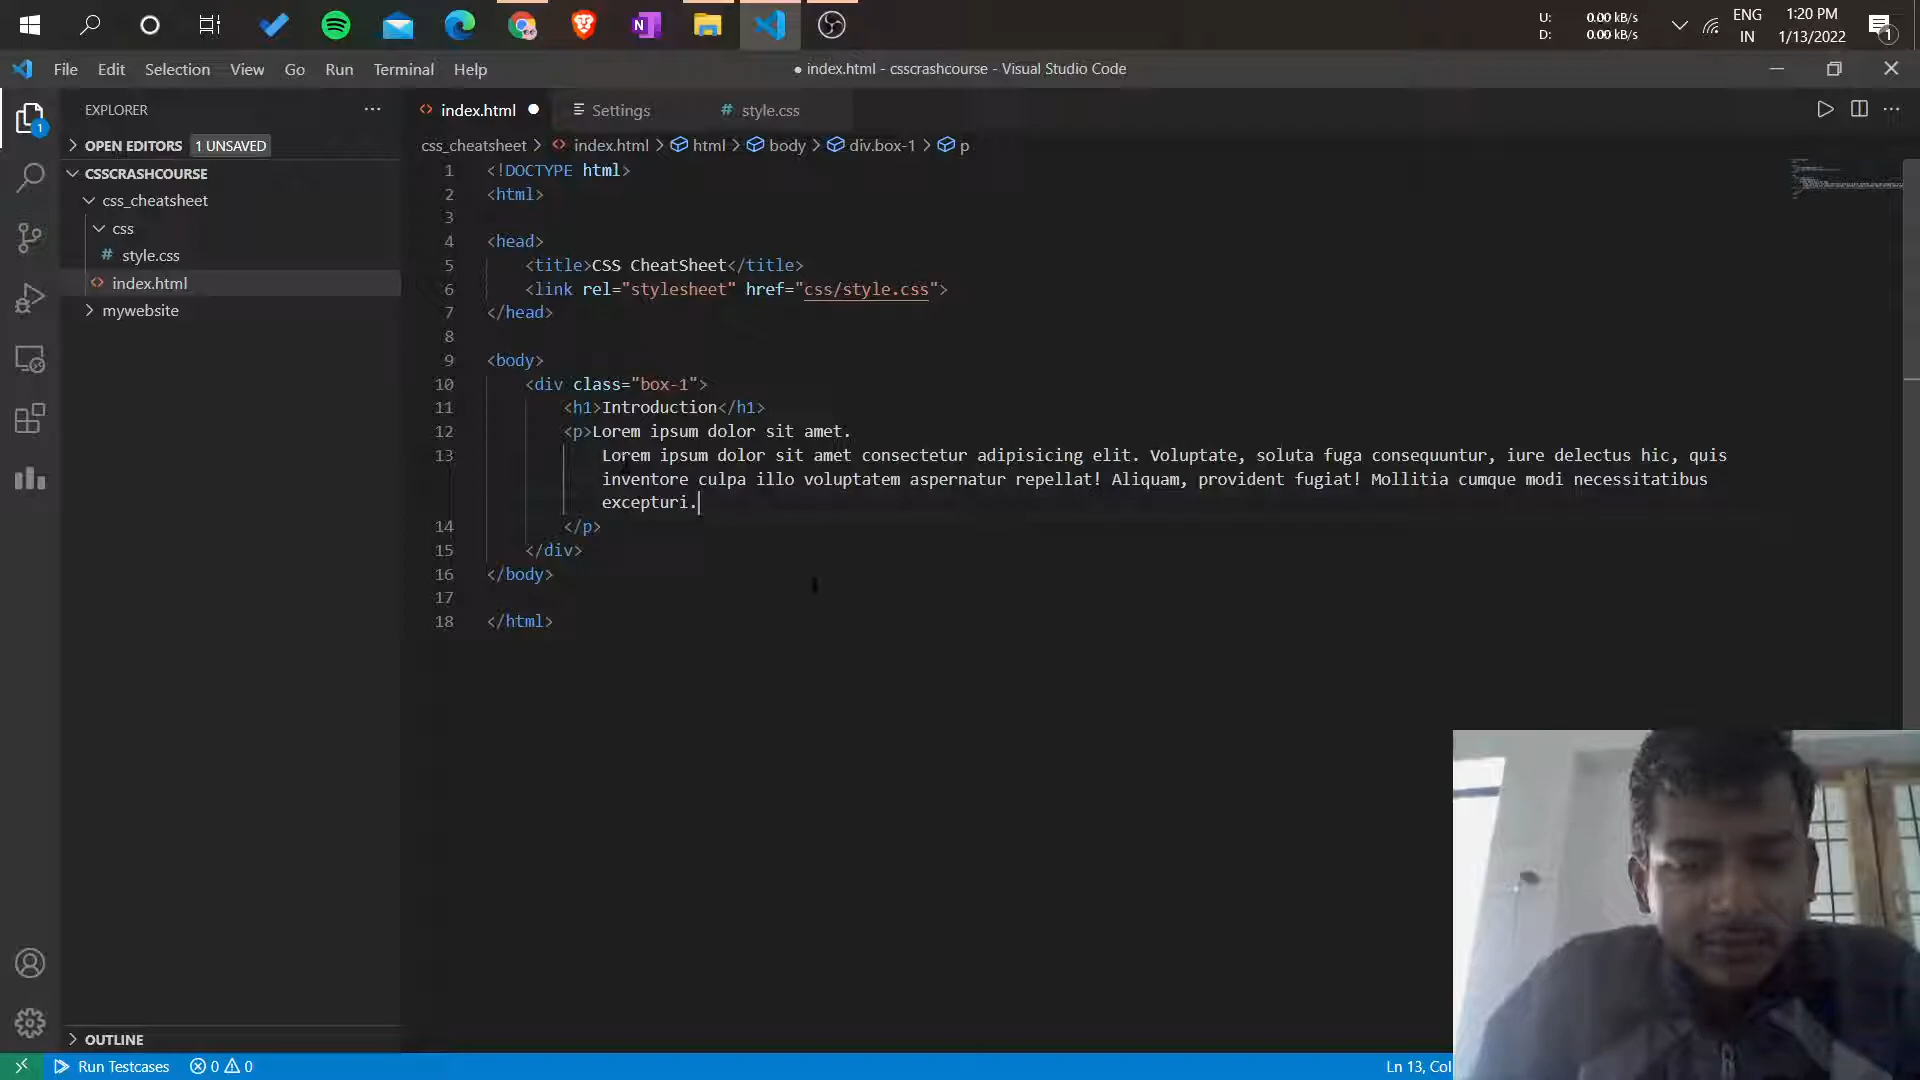 U: 0.00 kB/s
D: 0.00 kB/s
ENG
IN
1:20 PM
1/13/2022
1
File Edit Selection View Go Run Terminal Help
● index.html - csscrashcourse - Visual Studio Code
EXPLORER
index.html
Settings
style.css
OPEN EDITORS 1 UNSAVED
css_cheatsheet > index.html > html > body > div.box-1 > p
CSSCRASHCOURSE
css_cheatsheet
css
style.css
index.html
mywebsite
1
1 <!DOCTYPE html>
2 <html>
3
4 <head>
5 <title>CSS CheatSheet</title>
6 <link rel="stylesheet" href="css/style.css">
7 </head>
8
9 <body>
10 <div class="box-1">
11 <h1>Introduction</h1>
12 <p>Lorem ipsum dolor sit amet.
13 Lorem ipsum dolor sit amet consectetur adipisicing elit. Voluptate, soluta fuga consequuntur, iure delectus hic, quis
inventore culpa illo voluptatem aspernatur repellat! Aliquam, provident fugiat! Mollitia cumque modi necessitatibus
excepturi.
14 </p>
15 </div>
16 </body>
17
18 </html>
OUTLINE
Run Testcases 0 0
Ln 13, Col